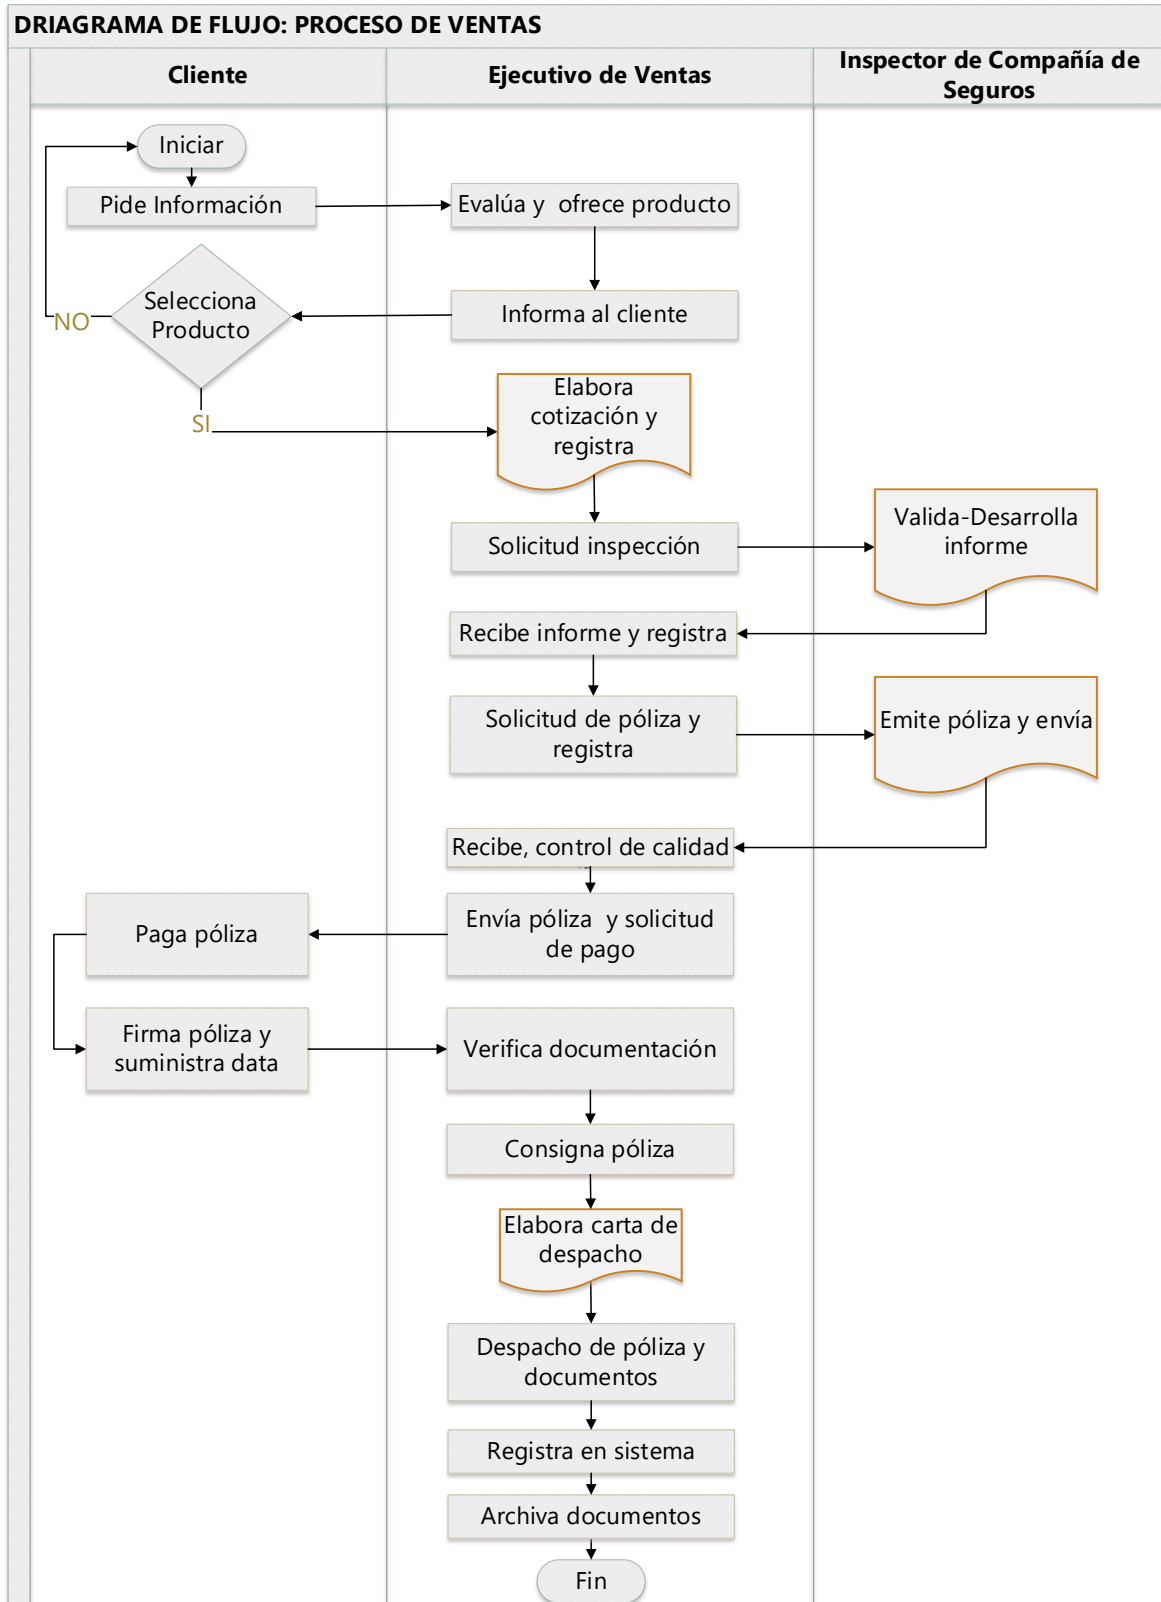 DRIAGRAMA DE FLUJO: PROCESO DE VENTAS
Cliente
Ejecutivo de Ventas
Inspector de Compañía de
Seguros
Iniciar
Pide Información
Evalúa y ofrece producto
Selecciona
Producto
Informa al cliente
NO
SI
Elabora
cotización y
registra
Solicitud inspección
Valida-Desarrolla
informe
Recibe informe y registra
Solicitud de póliza y
registra
Emite póliza y envía
Recibe, control de calidad
Envía póliza y solicitud
de pago
Paga póliza
Firma póliza y
suministra data
Verifica documentación
Consigna póliza
Elabora carta de
despacho
Despacho de póliza y
documentos
Registra en sistema
Archiva documentos
Fin